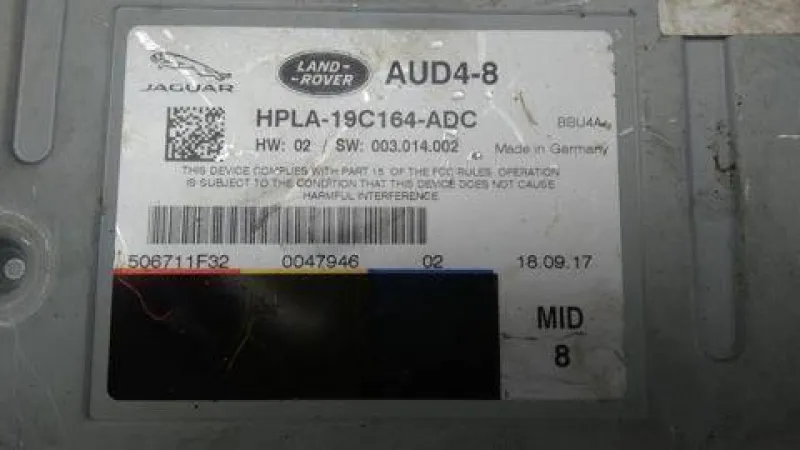 JAGUAR
LAND-
-ROVER
AUD4-8
HPLA-19C164-ADC
HW: 02 / SW: 003.014.002
Made in Germany
THIS DEVICE COMPLIES WITH PART 15 OF THE FCC RULES. OPERATION
IS SUBJECT TO THE CONDITION THAT THIS DEVICE DOES NOT CAUSE
HARMFUL INTERFERENCE
506711F32 0047946 02 18.09.17
MID
8